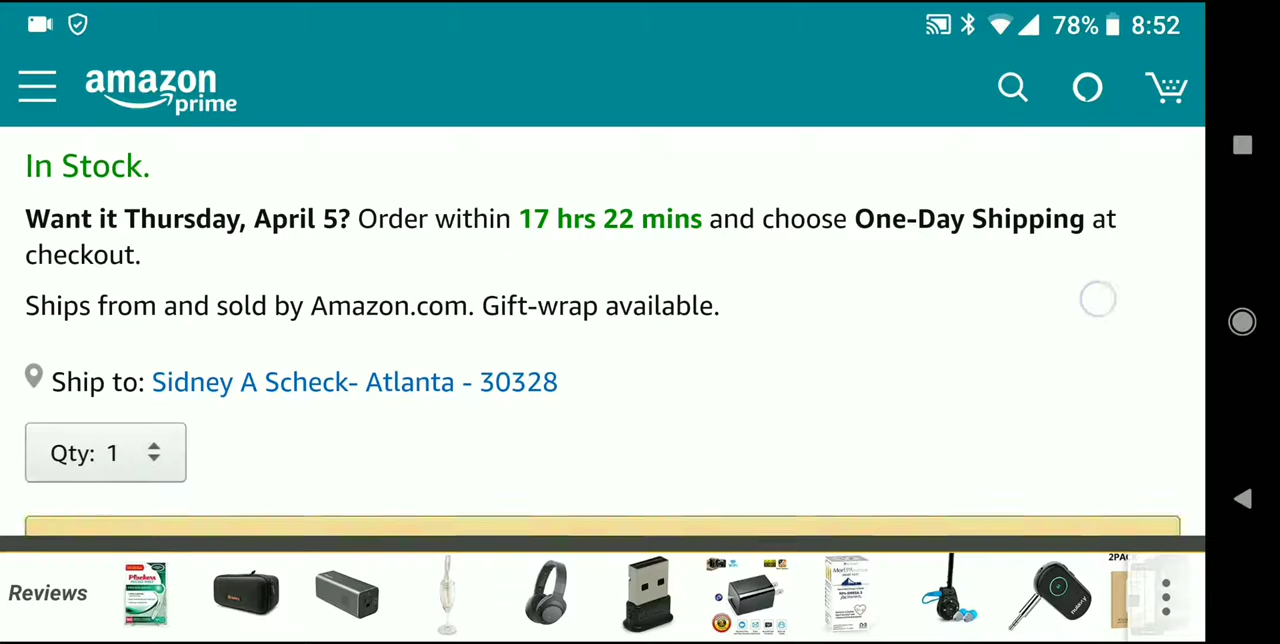 78% 8:52
amazon
prime
In Stock.
Want it Thursday, April 5? Order within 17 hrs 22 mins and choose One-Day Shipping at
checkout.
Ships from and sold by Amazon.com. Gift-wrap available.
Ship to: Sidney A Scheck- Atlanta - 30328
Qty: 1
Reviews
Plackers
2PAC